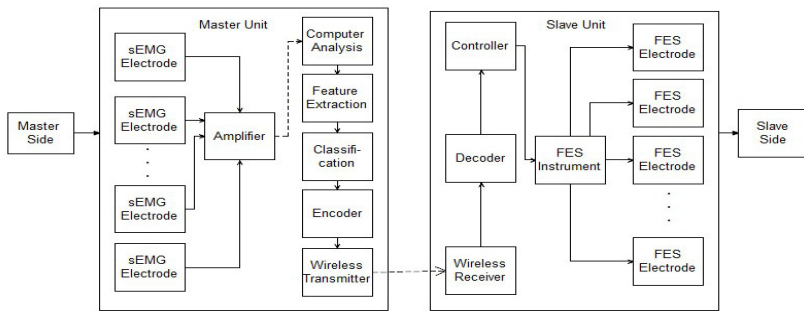 Master Unit
Slave Unit
Master
Side
sEMG
Electrode
sEMG
Electrode
sEMG
Electrode
sEMG
Electrode
Amplifier
Computer
Analysis
Feature
Extraction
Classifi-
cation
Encoder
Wireless
Transmitter
Controller
Decoder
Wireless
Receiver
FES
Instrument
FES
Electrode
FES
Electrode
FES
Electrode
FES
Electrode
Slave
Side